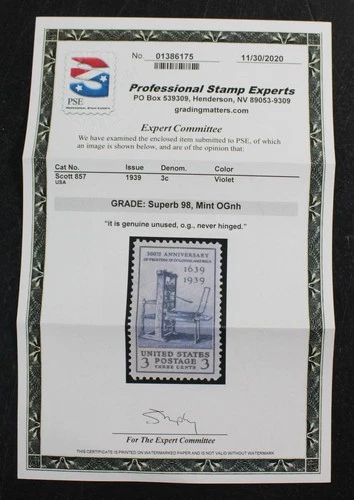 No. 01386175 11/30/2020
PSE
Professional Stamp Experts
PO Box 539309, Henderson, NV 89053-9309
gradingmatters.com
Expert Committee
We have examined the enclosed item submitted to PSE, of which
an image is shown below, and are of the opinion that:
Cat No. Issue Denom. Color
Scott 857 1939 3c Violet
USA
GRADE: Superb 98, Mint OGnh
"it is genuine unused, o.g., never hinged."
300TH ANNIVERSARY
OF PRINTING IN COLONIAL AMERICA
1639
1939
UNITED STATES
3 POSTAGE 3
THREE CENTS
For The Expert Committee
THIS CERTIFICATE IS PRINTED ON WATERMARKED PAPER AND IS NOT VALID WITHOUT WATERMARK